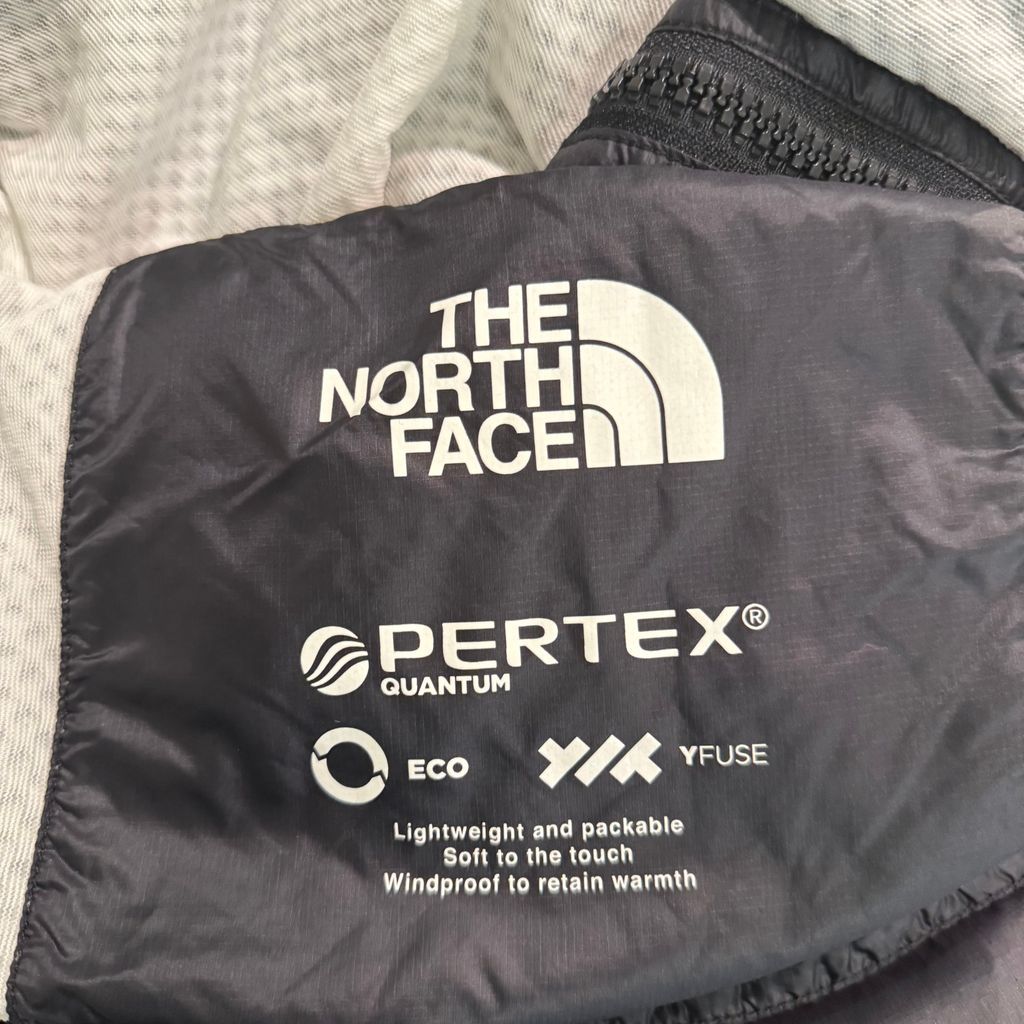 THE
NORTH
FACE
PERTEX®
QUANTUM
ECO YFUSE
Lightweight and packable
Soft to the touch
Windproof to retain warmth